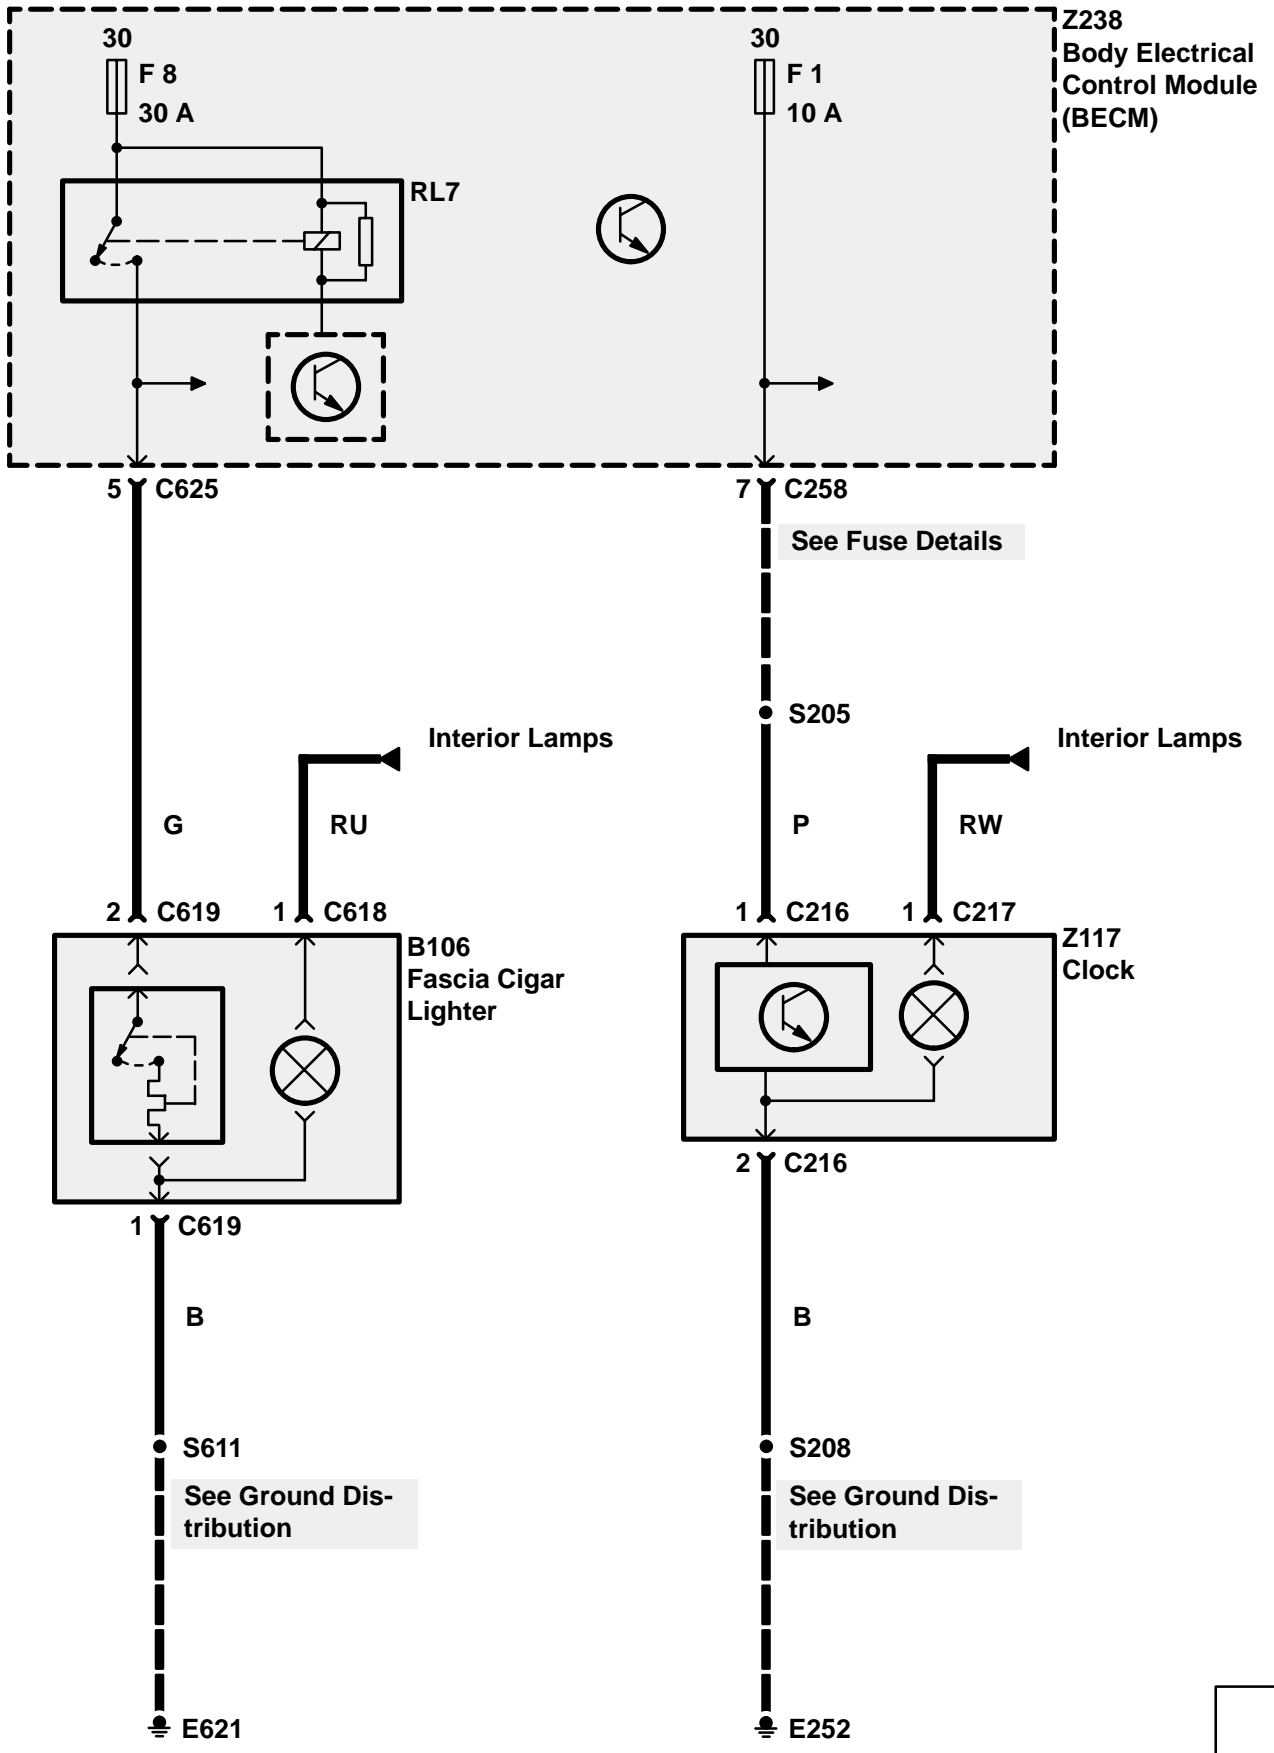 30
F 8
30 A
30
F 1
10 A
Z238
Body Electrical
Control Module
(BECM)
RL7
5 C625
7 C258
See Fuse Details
S205
Interior Lamps
Interior Lamps
G
RU
P
RW
2 C619
1 C618
1 C216
1 C217
B106
Fascia Cigar
Lighter
Z117
Clock
2 C216
1 C619
B
B
S611
See Ground Dis-
tribution
S208
See Ground Dis-
tribution
E621
E252